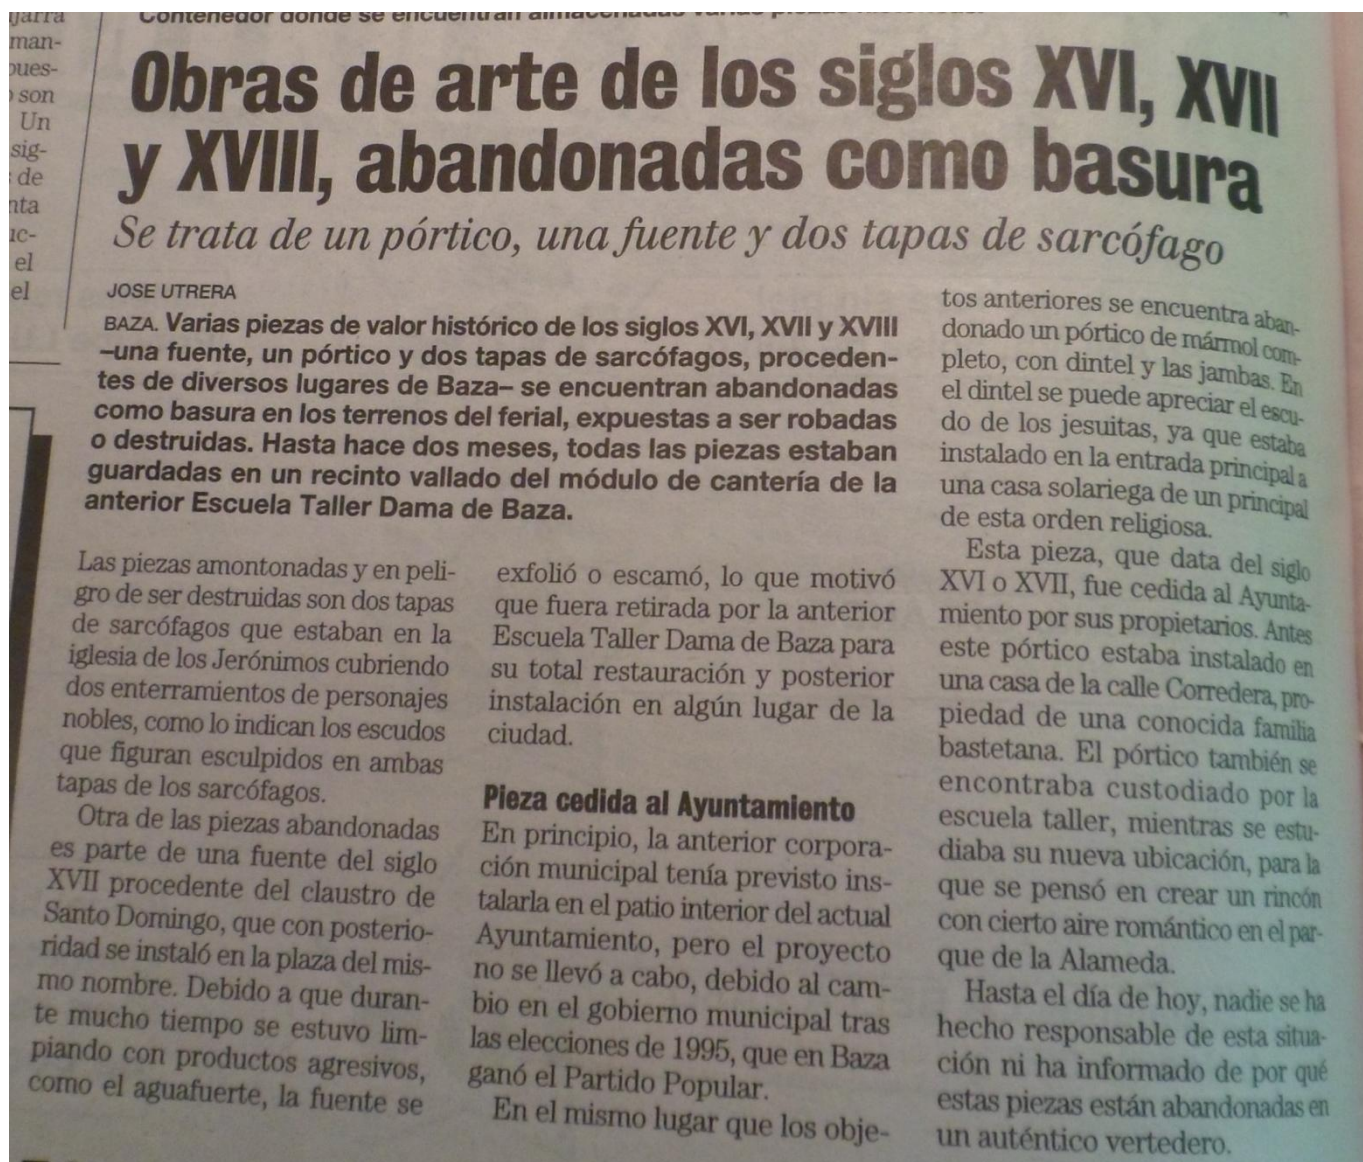 jarra
man-
pues-
son
Un
sig-
de
nta
uc-
el
el
Contenedor donde se encuentran almacenadas varias piezas
Obras de arte de los siglos XVI, XVII
y XVIII, abandonadas como basura
Se trata de un pórtico, una fuente y dos tapas de sarcófago
JOSE UTRERA
BAZA. Varias piezas de valor histórico de los siglos XVI, XVII y XVIII
–una fuente, un pórtico y dos tapas de sarcófagos, proceden-
tes de diversos lugares de Baza– se encuentran abandonadas
como basura en los terrenos del ferial, expuestas a ser robadas
o destruidas. Hasta hace dos meses, todas las piezas estaban
guardadas en un recinto vallado del módulo de cantería de la
anterior Escuela Taller Dama de Baza.
Las piezas amontonadas y en peli-
gro de ser destruidas son dos tapas
de sarcófagos que estaban en la
iglesia de los Jerónimos cubriendo
dos enterramientos de personajes
nobles, como lo indican los escudos
que figuran esculpidos en ambas
tapas de los sarcófagos.
Otra de las piezas abandonadas
es parte de una fuente del siglo
XVII procedente del claustro de
Santo Domingo, que con posterio-
ridad se instaló en la plaza del mis-
mo nombre. Debido a que duran-
te mucho tiempo se estuvo lim-
piando con productos agresivos,
como el aguafuerte, la fuente se
exfolió o escamó, lo que motivó
que fuera retirada por la anterior
Escuela Taller Dama de Baza para
su total restauración y posterior
instalación en algún lugar de la
ciudad.
Pieza cedida al Ayuntamiento
En principio, la anterior corpora-
ción municipal tenía previsto ins-
talarla en el patio interior del actual
Ayuntamiento, pero el proyecto
no se llevó a cabo, debido al cam-
bio en el gobierno municipal tras
las elecciones de 1995, que en Baza
ganó el Partido Popular.
En el mismo lugar que los obje-
tos anteriores se encuentra aban-
donado un pórtico de mármol com-
pleto, con dintel y las jambas. En
el dintel se puede apreciar el escu-
do de los jesuitas, ya que estaba
instalado en la entrada principal a
una casa solariega de un principal
de esta orden religiosa.
Esta pieza, que data del siglo
XVI o XVII, fue cedida al Ayunta-
miento por sus propietarios. Antes
este pórtico estaba instalado en
una casa de la calle Corredera, pro-
piedad de una conocida familia
bastetana. El pórtico también se
encontraba custodiado por la
escuela taller, mientras se estu-
diaba su nueva ubicación, para la
que se pensó en crear un rincón
con cierto aire romántico en el par-
que de la Alameda.
Hasta el día de hoy, nadie se ha
hecho responsable de esta situa-
ción ni ha informado de por qué
estas piezas están abandonadas en
un auténtico vertedero.